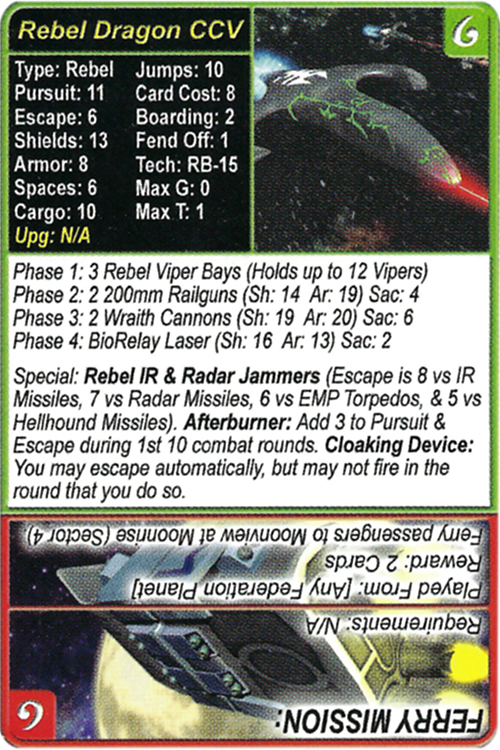 Rebel Dragon CCV
6
Type: Rebel Jumps: 10
Pursuit: 11 Card Cost: 8
Escape: 6 Boarding: 2
Shields: 13 Fend Off: 1
Armor: 8 Tech: RB-15
Spaces: 6 Max G: 0
Cargo: 10 Max T: 1
Upg: N/A
Phase 1: 3 Rebel Viper Bays (Holds up to 12 Vipers)
Phase 2: 2 200mm Railguns (Sh: 14 Ar: 19) Sac: 4
Phase 3: 2 Wraith Cannons (Sh: 19 Ar: 20) Sac: 6
Phase 4: BioRelay Laser (Sh: 16 Ar: 13) Sac: 2
Special: Rebel IR & Radar Jammers (Escape is 8 vs IR
Missiles, 7 vs Radar Missiles, 6 vs EMP Torpedos, & 5 vs
Hellhound Missiles). Afterburner: Add 3 to Pursuit &
Escape during 1st 10 combat rounds. Cloaking Device:
You may escape automatically, but may not fire in the
round that you do so.
FERRY MISSION:
6
Requirements: N/A
Played From: [Any Federation Planet]
Reward: 2 Cards
Ferry passengers to Moonview at Moonrise (Sector 4)